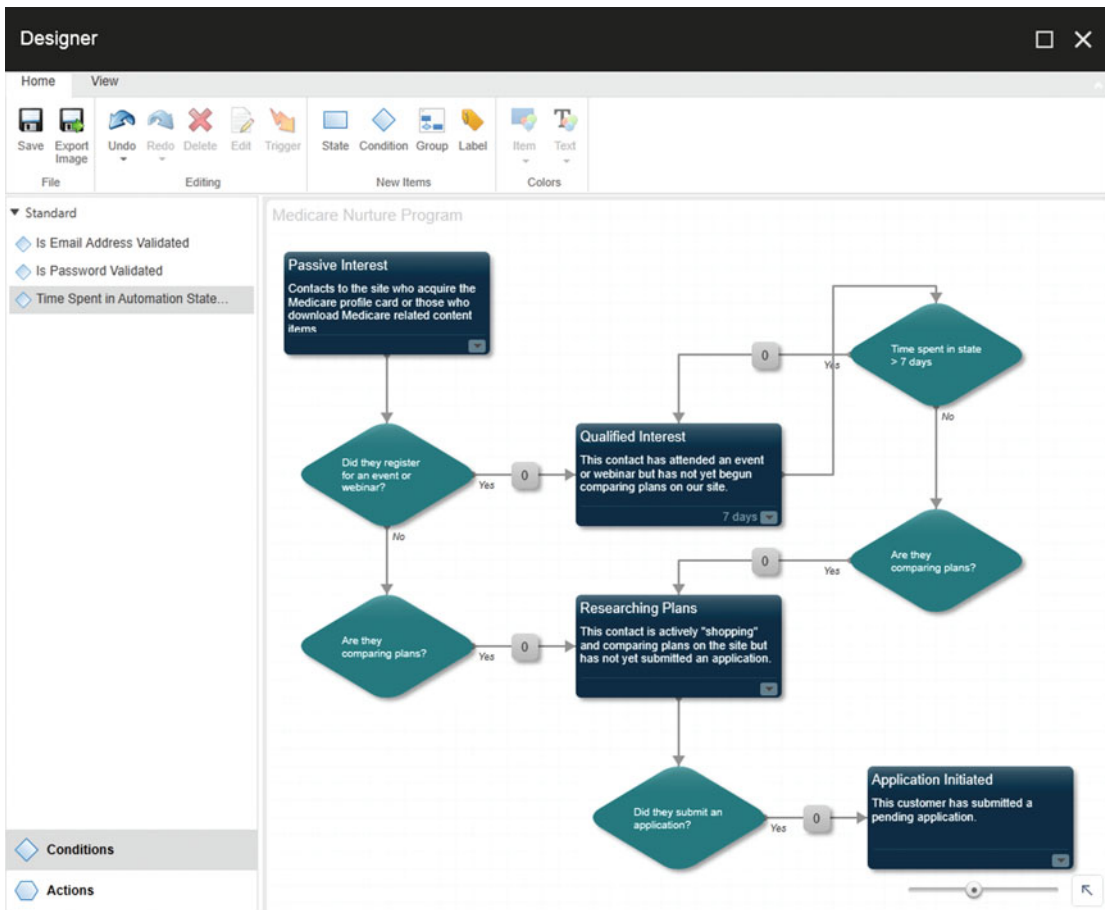 Designer
Home View
Save Export Image Undo Redo Delete Edit Trigger State Condition Group Label Item Text
File Editing New Items Colors
Standard
Is Email Address Validated
Is Password Validated
Time Spent in Automation State...
Conditions
Actions
Medicare Nurture Program
Passive Interest
Contacts to the site who acquire the
Medicare profile card or those who
download Medicare related content
items
Did they register
for an event or
webinar?
Yes
0
No
Are they
comparing plans?
Yes
0
Qualified Interest
This contact has attended an event
or webinar but has not yet begun
comparing plans on our site.
7 days
Time spent in state
> 7 days
Yes
0
No
Are they
comparing plans?
Yes
0
Researching Plans
This contact is actively "shopping"
and comparing plans on the site but
has not yet submitted an application.
Did they submit an
application?
Yes
0
Application Initiated
This customer has submitted a
pending application.